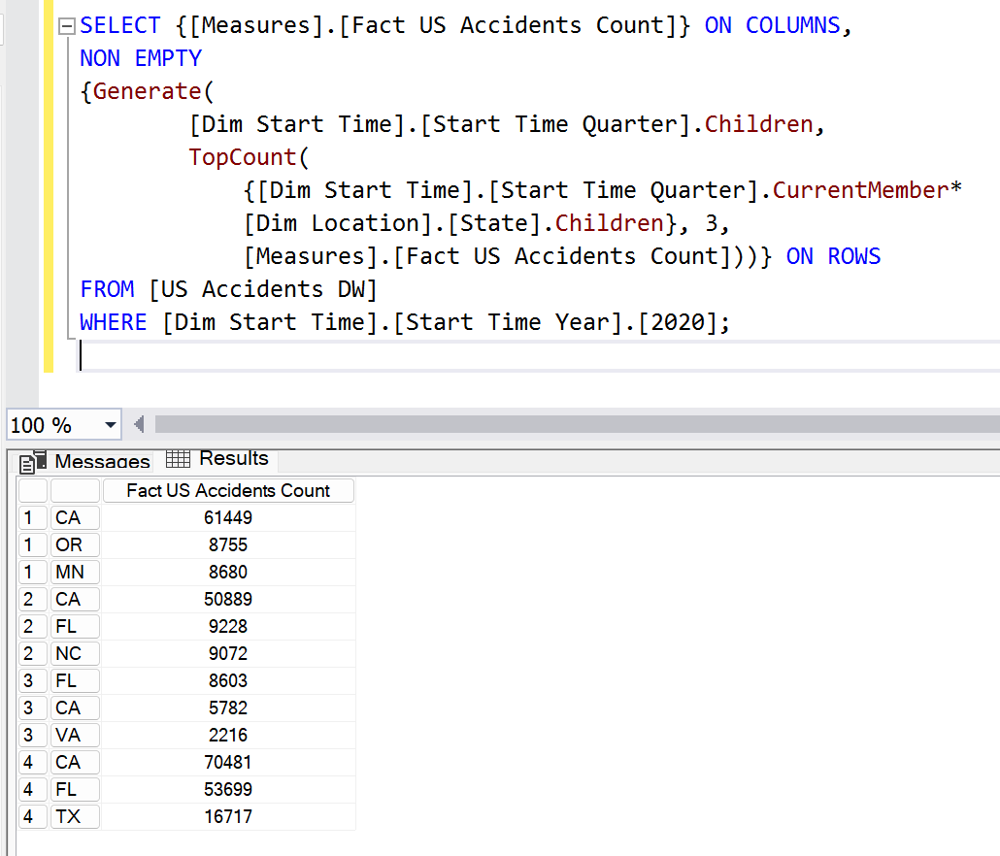 SELECT {[Measures].[Fact US Accidents Count]} ON COLUMNS,
NON EMPTY
{Generate(
[Dim Start Time].[Start Time Quarter].Children,
TopCount(
{[Dim Start Time].[Start Time Quarter].CurrentMember*
[Dim Location].[State].Children}, 3,
[Measures].[Fact US Accidents Count]))} ON ROWS
FROM [US Accidents DW]
WHERE [Dim Start Time].[Start Time Year].[2020];
100 %
Messages Results
Fact US Accidents Count
1 CA 61449
1 OR 8755
1 MN 8680
2 CA 50889
2 FL 9228
2 NC 9072
3 FL 8603
3 CA 5782
3 VA 2216
4 CA 70481
4 FL 53699
4 TX 16717